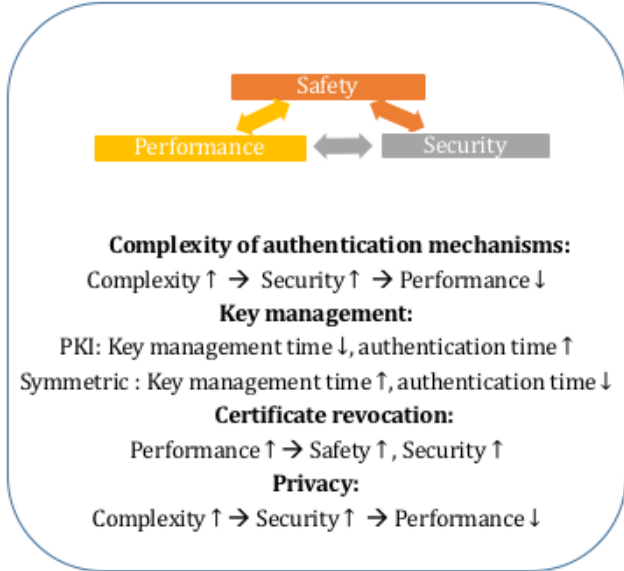 Safety
Performance
Security
Complexity of authentication mechanisms:
Complexity ↑ → Security ↑ → Performance ↓
Key management:
PKI: Key management time ↓, authentication time ↑
Symmetric : Key management time ↑, authentication time ↓
Certificate revocation:
Performance ↑ → Safety ↑, Security ↑
Privacy:
Complexity ↑ → Security ↑ → Performance ↓